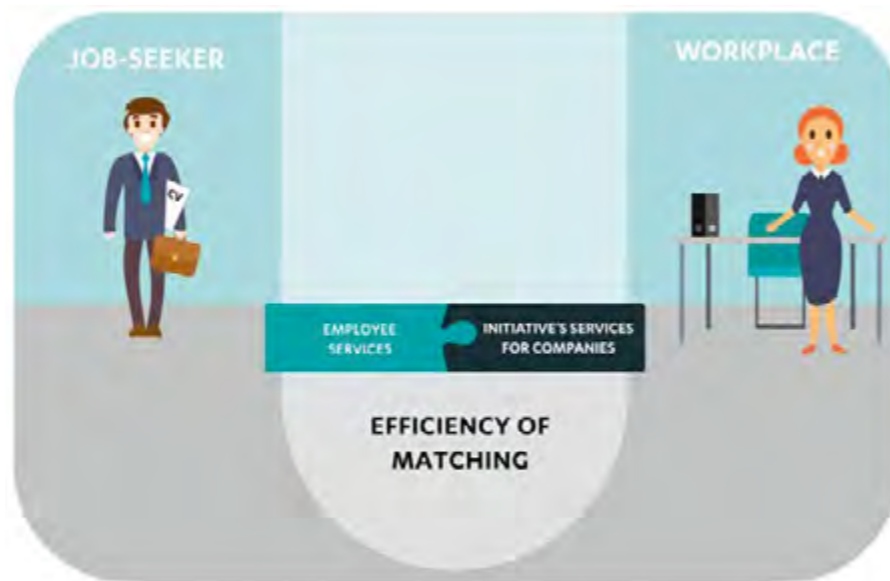 JOB-SEEKER
WORKPLACE
CV
EMPLOYEE
SERVICES
INITIATIVE'S SERVICES
FOR COMPANIES
EFFICIENCY OF
MATCHING